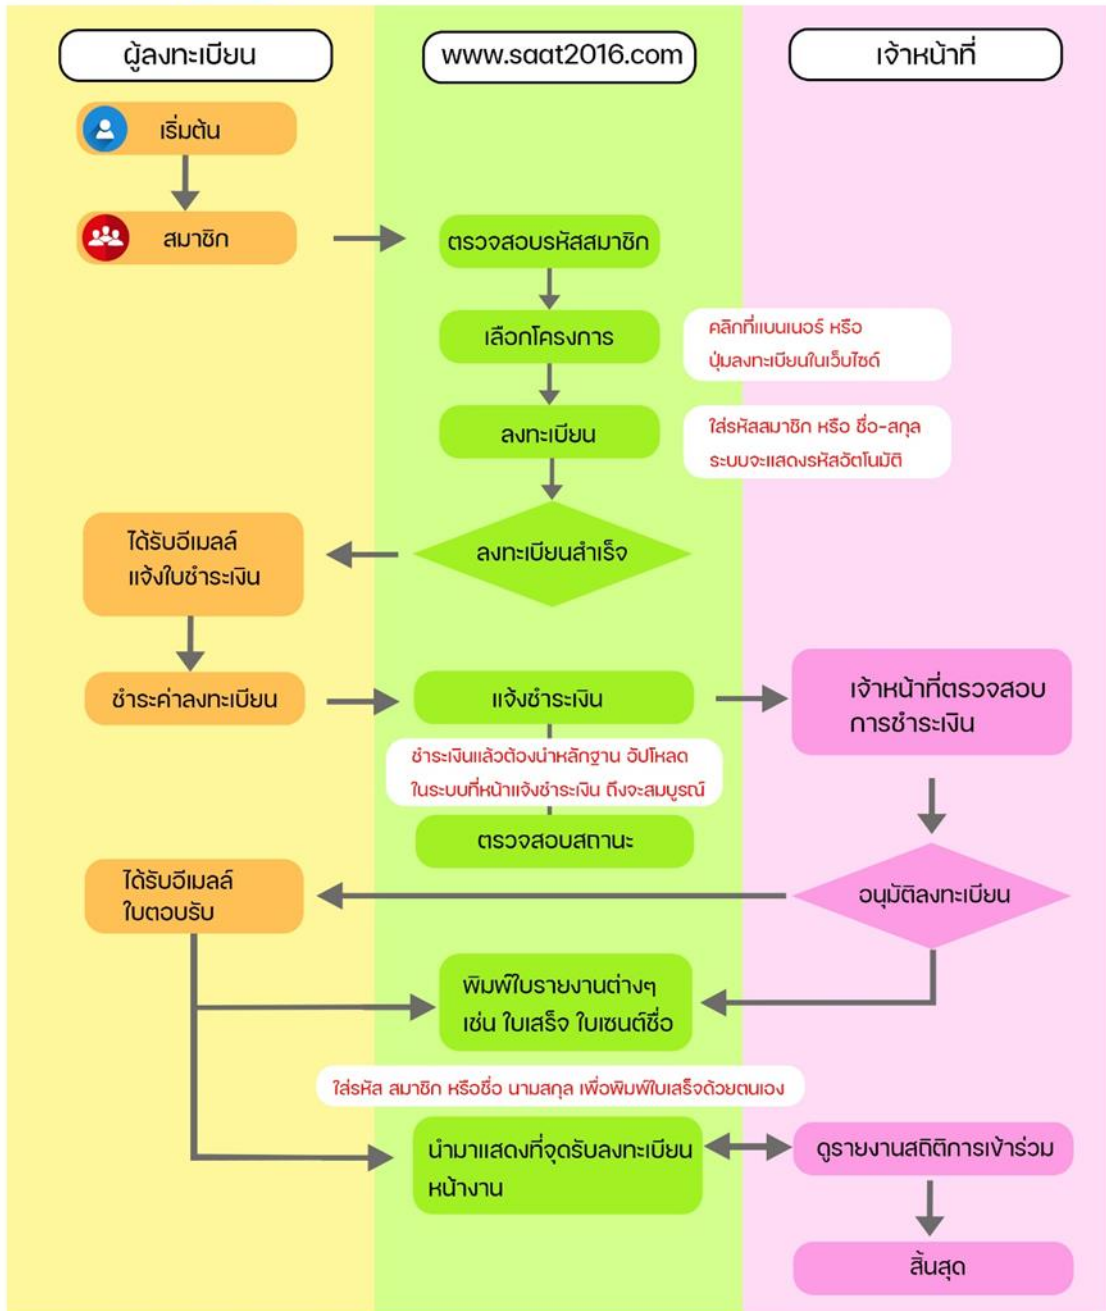 ผู้ลงทะเบียน
www.saat2016.com
เจ้าหน้าที่
เริ่มต้น
สมาชิก
ตรวจสอบรหัสสมาชิก
เลือกโครงการ
คลิกที่แบนเนอร์ หรือ
ปุ่มลงทะเบียนในเว็บไซด์
ลงทะเบียน
ใส่รหัสสมาชิก หรือ ชื่อ-สกุล
ระบบจะแสดงรหัสอัตโนมัติ
ลงทะเบียนสำเร็จ
ได้รับอีเมลล์
แจ้งใบชำระเงิน
ชำระค่าลงทะเบียน
แจ้งชำระเงิน
เจ้าหน้าที่ตรวจสอบ
การชำระเงิน
ชำระเงินแล้วต้องนำหลักฐาน อัปโหลด
ในระบบที่หน้าแจ้งชำระเงิน ถึงจะสมบูรณ์
ตรวจสอบสถานะ
ได้รับอีเมลล์
ใบตอบรับ
อนุมัติลงทะเบียน
พิมพ์ใบรายงานต่างๆ
เช่น ใบเสร็จ ใบเซนต์ชื่อ
ใส่รหัส สมาชิก หรือชื่อ นามสกุล เพื่อพิมพ์ใบเสร็จด้วยตนเอง
นำมาแสดงที่จุดรับลงทะเบียน
หน้างาน
ดูรายงานสถิติการเข้าร่วม
สิ้นสุด